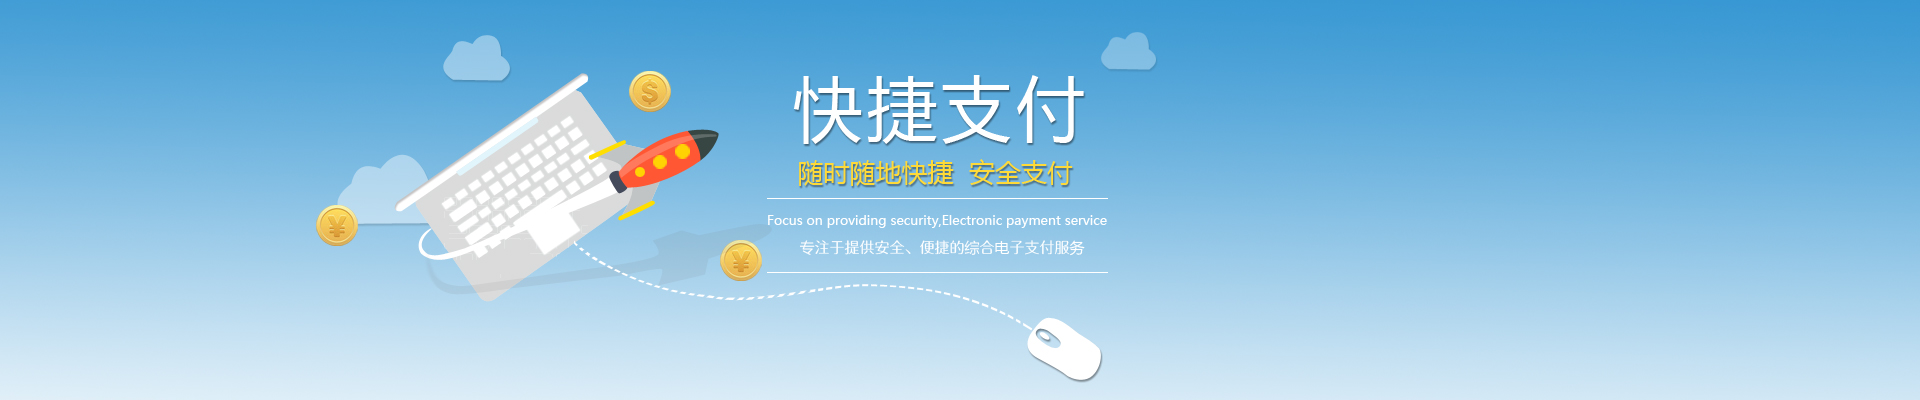 快捷支付
随时随地快捷 安全支付
Focus on providing security,Electronic payment service
专注于提供安全、便捷的综合电子支付服务